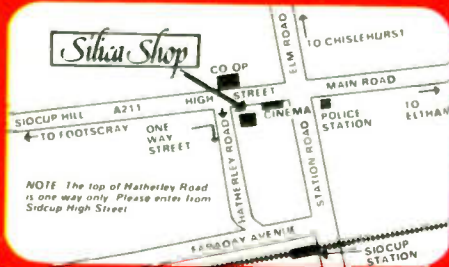 Silica Shop
ELM ROAD
TO CHISLEHURST
CO OP
MAIN ROAD
HIGH STREET
SIDCUP HILL A211
CINEMA
POLICE
STATION
TO
ELTHAM
TO FOOTSCRAY
ONE
WAY
STREET
HATHERLEY ROAD
STATION ROAD
NOTE The top of Hatherley Road
is one way only Please enter from
Sidcup High Street
FARADAY AVENUE
SIDCUP
STATION